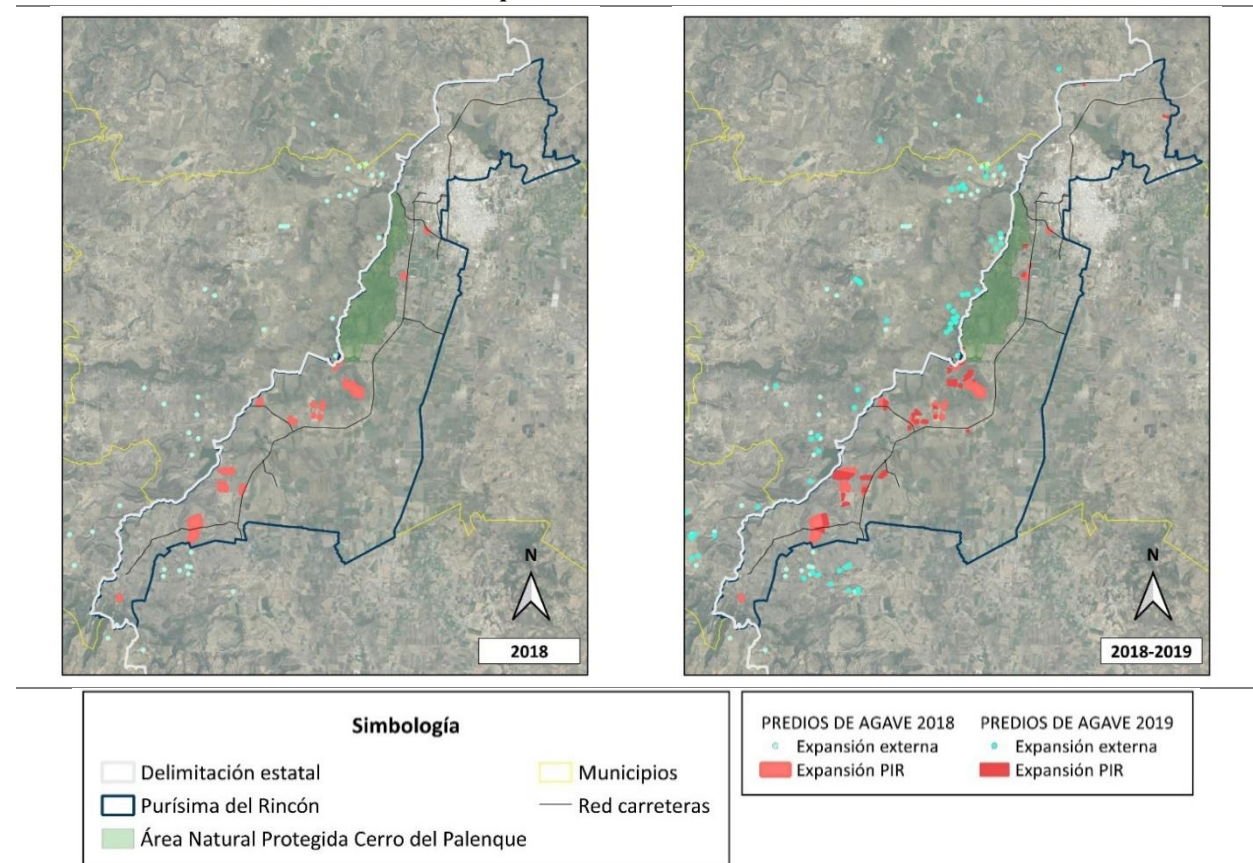 N
2018
N
2018-2019
Simbología
Delimitación estatal
Municipios
Purísima del Rincón
Red carreteras
Área Natural Protegida Cerro del Palenque
PREDIOS DE AGAVE 2018
Expansión externa
Expansión PIR
PREDIOS DE AGAVE 2019
Expansión externa
Expansión PIR